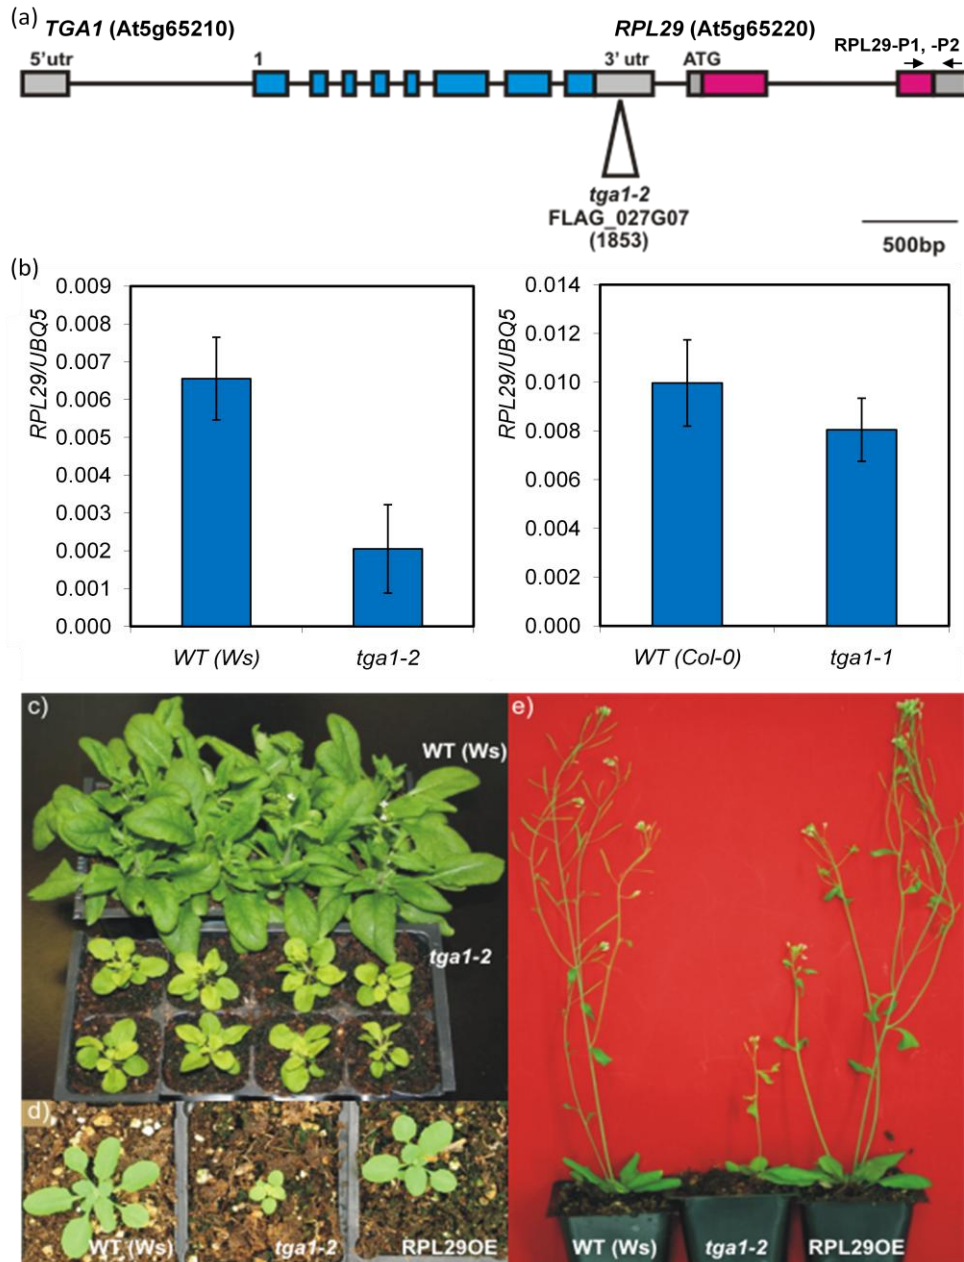 (a)
TGA1 (At5g65210)
RPL29 (At5g65220)
RPL29-P1, -P2
5'utr
1
3' utr
ATG
tga1-2
FLAG_027G07
(1853)
500bp
(b)
RPL29/UBQ5
0.009
0.008
0.007
0.006
0.005
0.004
0.003
0.002
0.001
0.000
WT (Ws)
tga1-2
RPL29/UBQ5
0.014
0.012
0.010
0.008
0.006
0.004
0.002
0.000
WT (Col-0)
tga1-1
c)
WT (Ws)
tga1-2
d)
WT (Ws)
tga1-2
RPL29OE
e)
WT (Ws)
tga1-2
RPL29OE